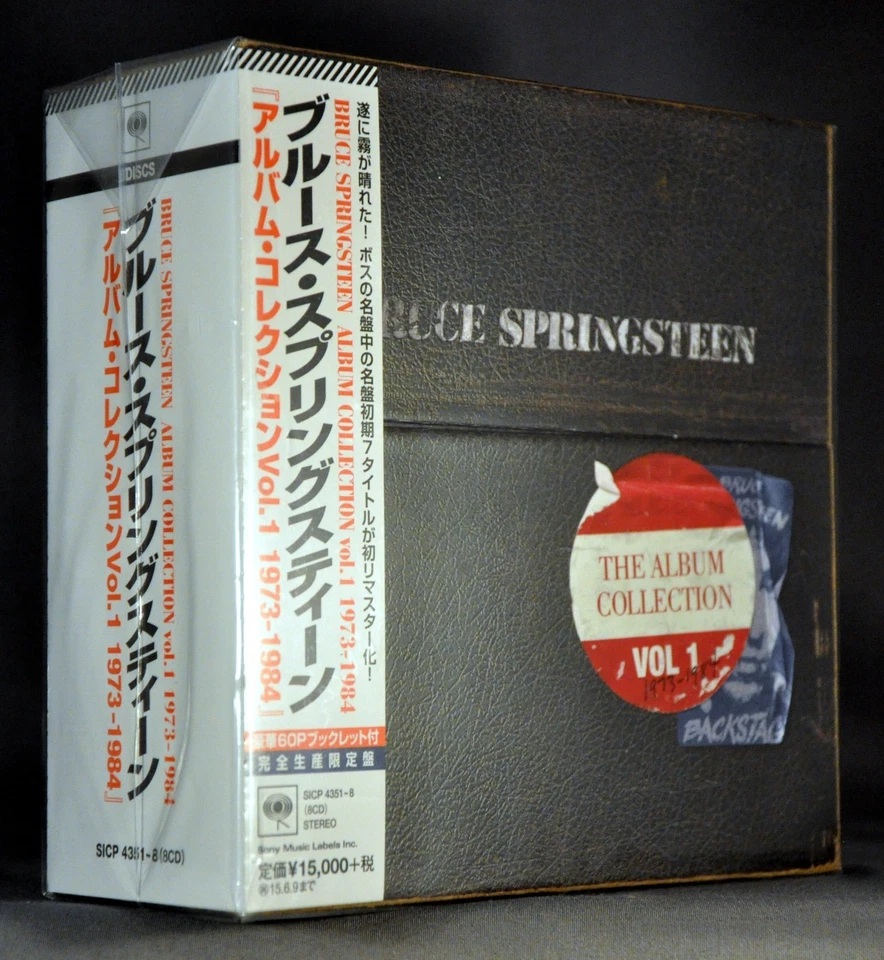 DISCS
BRUCE SPRINGSTEEN ALBUM COLLECTION vol.1 1973-1984
ブルース・スプリングスティーン
『アルバム・コレクションVol.1 1973-1984』
SICP 4351~8 (8CD)
遂に霧が晴れた!ボスの名盤中の名盤初期7タイトルが初リマスター化!
BRUCE SPRINGSTEEN ALBUM COLLECTION vol.1 1973-1984
ブルース・スプリングスティーン
『アルバム・コレクションVol.1 1973-1984』
豪華60Pブックレット付
完全生産限定盤
SICP 4351~8
(8CD)
STEREO
Sony Music Labels Inc.
定価¥15,000+税
15.6.9まで
RUCE SPRINGSTEEN
THE ALBUM
COLLECTION
VOL 1
1973-1984
BACKSTAG